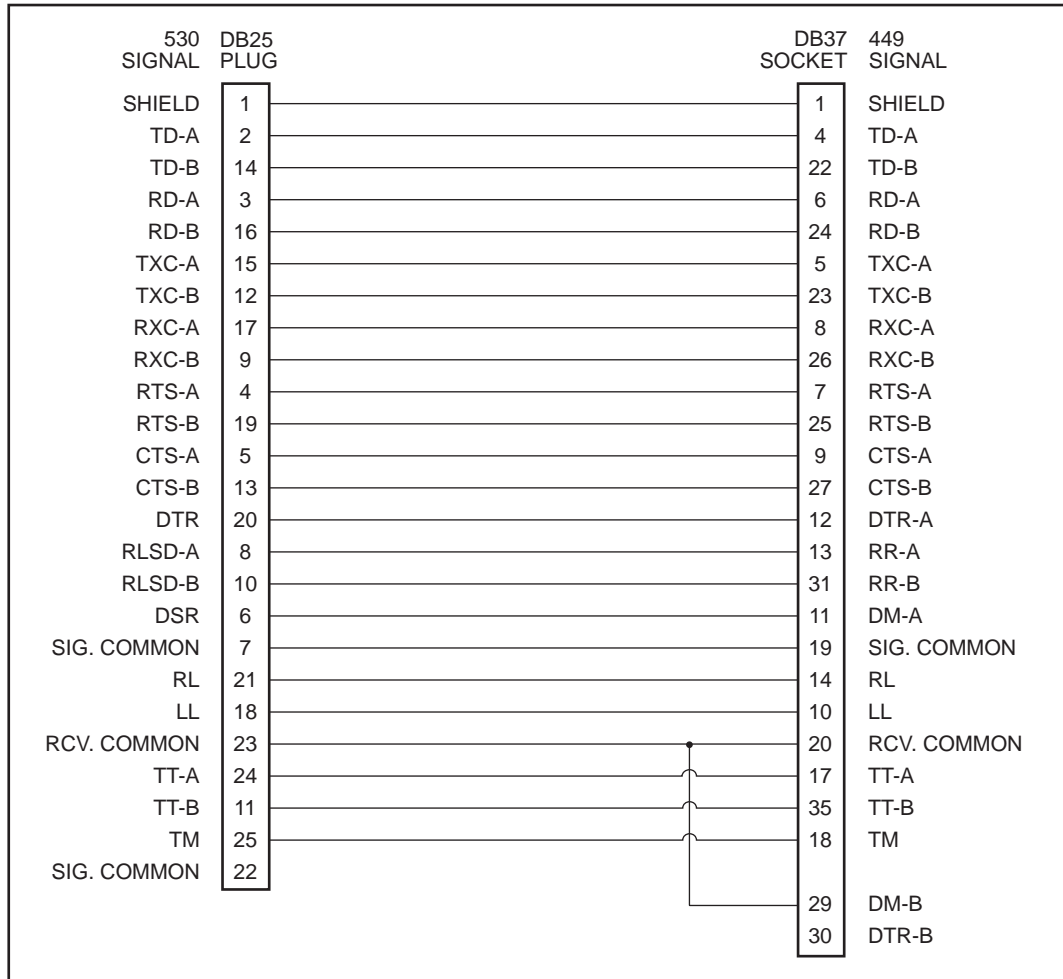 530 DB25 DB37 449
SIGNAL PLUG SOCKET SIGNAL
SHIELD 1 1 SHIELD
TD-A 2 4 TD-A
TD-B 14 22 TD-B
RD-A 3 6 RD-A
RD-B 16 24 RD-B
TXC-A 15 5 TXC-A
TXC-B 12 23 TXC-B
RXC-A 17 8 RXC-A
RXC-B 9 26 RXC-B
RTS-A 4 7 RTS-A
RTS-B 19 25 RTS-B
CTS-A 5 9 CTS-A
CTS-B 13 27 CTS-B
DTR 20 12 DTR-A
RLSD-A 8 13 RR-A
RLSD-B 10 31 RR-B
DSR 6 11 DM-A
SIG. COMMON 7 19 SIG. COMMON
RL 21 14 RL
LL 18 10 LL
RCV. COMMON 23 20 RCV. COMMON
TT-A 24 17 TT-A
TT-B 11 35 TT-B
TM 25 18 TM
SIG. COMMON 22
29 DM-B
30 DTR-B